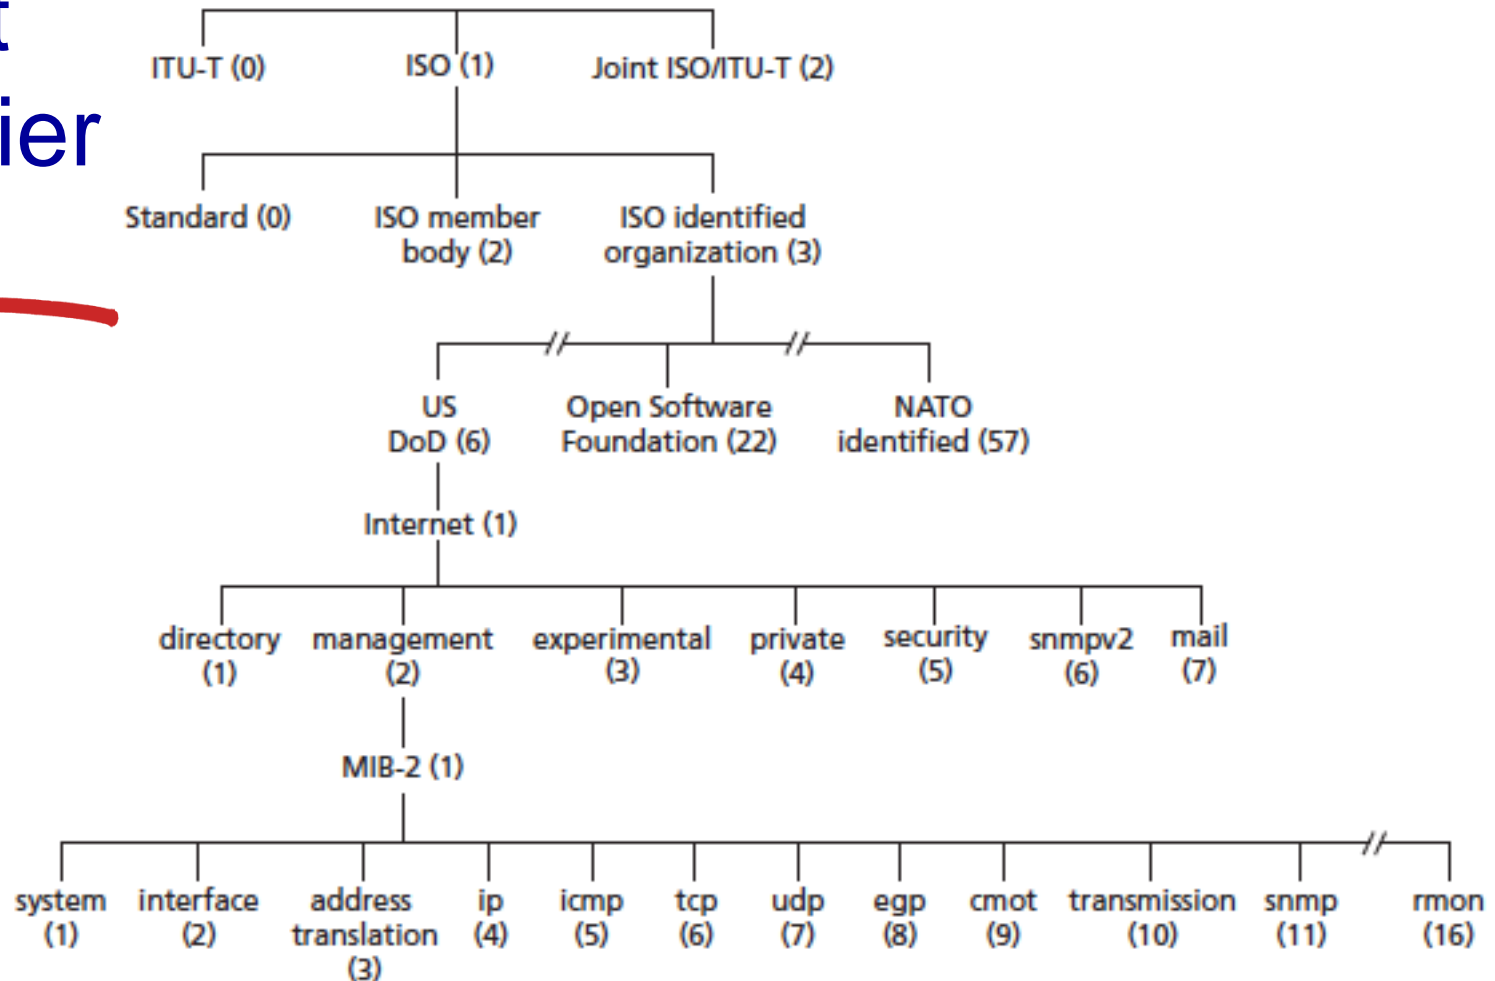 t
ier
ITU-T (0) ISO (1) Joint ISO/ITU-T (2)
Standard (0) ISO member body (2) ISO identified organization (3)
US DoD (6) Open Software Foundation (22) NATO identified (57)
Internet (1)
directory (1) management (2) experimental (3) private (4) security (5) snmpv2 (6) mail (7)
MIB-2 (1)
system (1) interface (2) address translation (3) ip (4) icmp (5) tcp (6) udp (7) egp (8) cmot (9) transmission (10) snmp (11) rmon (16)